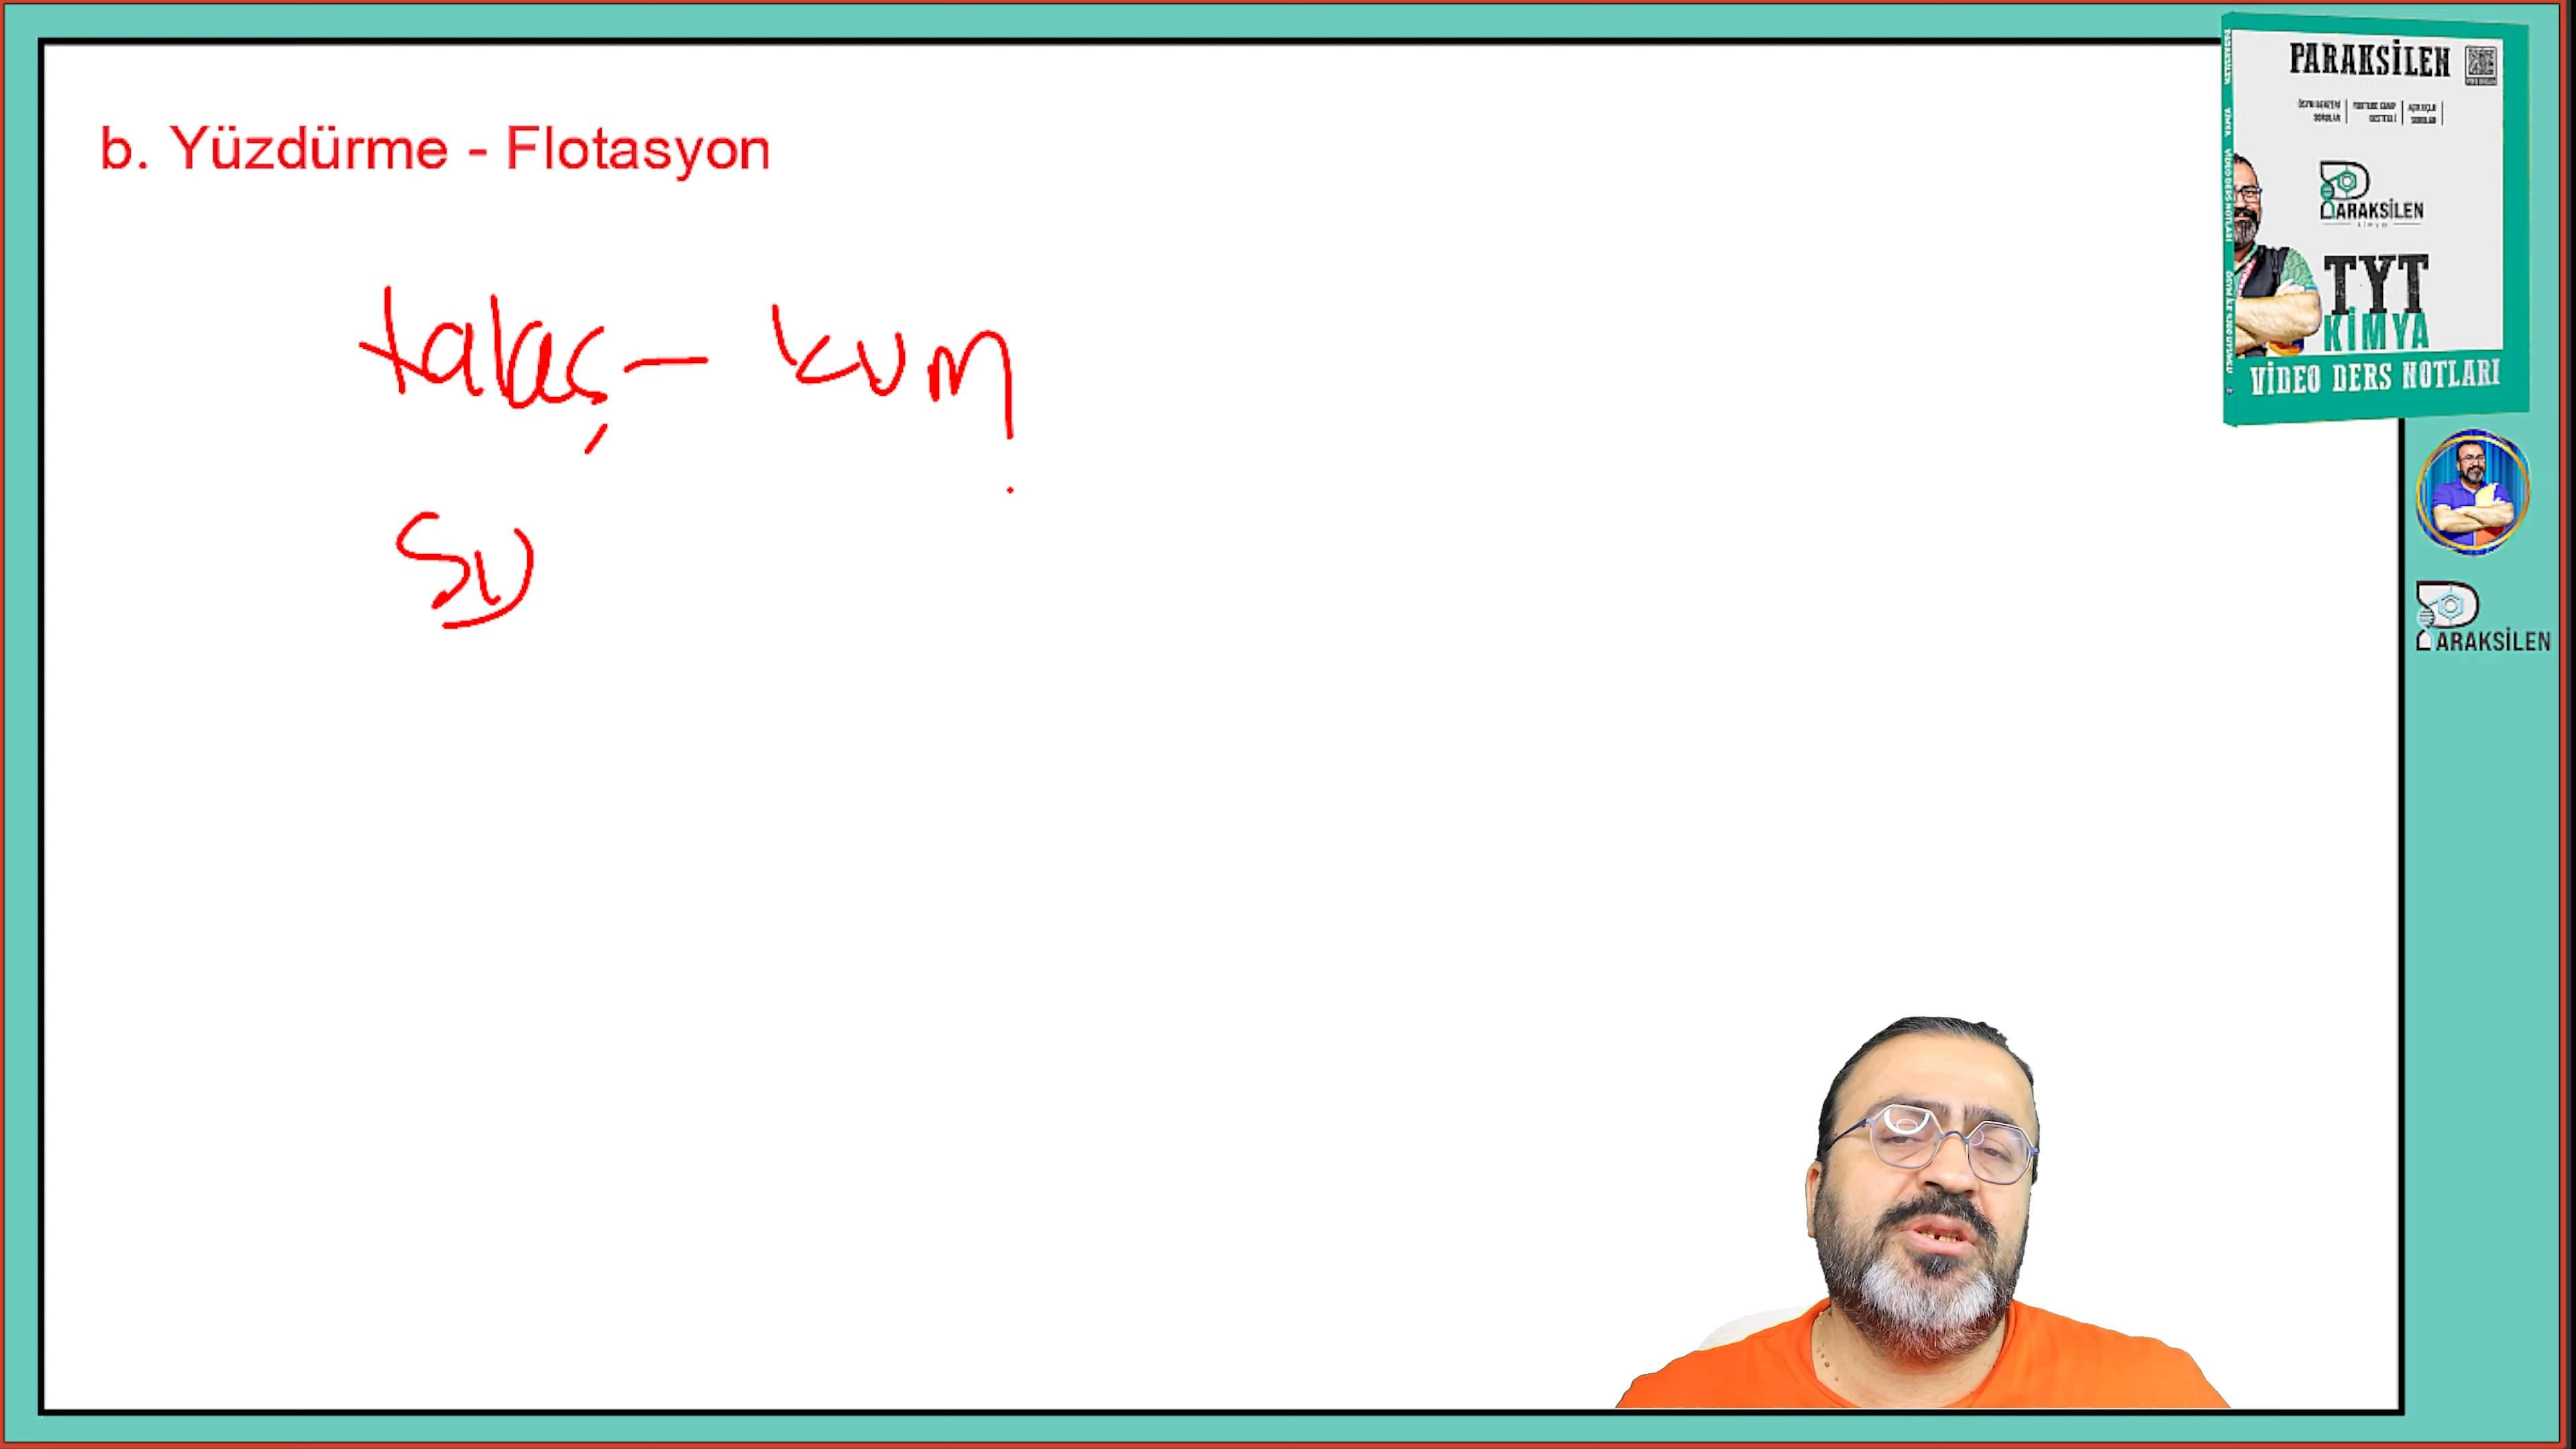 b. Yüzdürme - Flotasyon
talaş - kum
su
PARAKSİLEN
PARAKSİLEN
TYT
KİMYA
VİDEO DERS NOTLARI
PARAKSİLEN